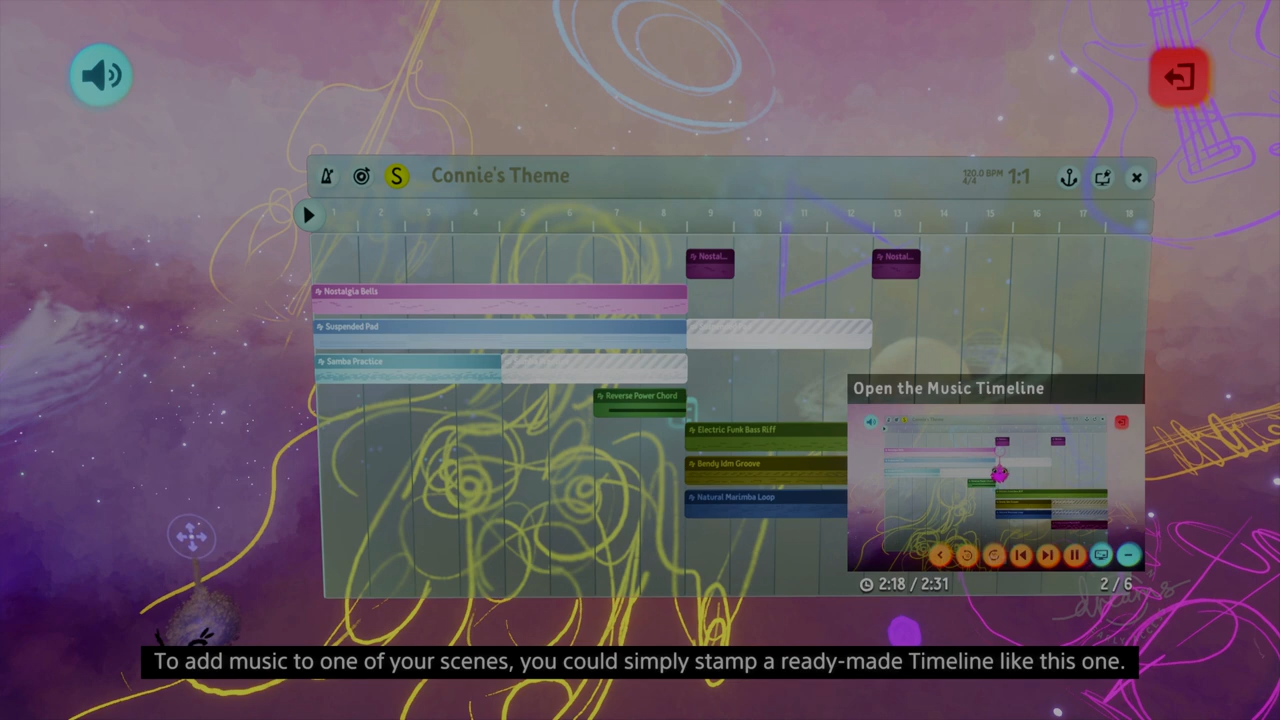 S Connie's Theme
120.0 BPM
4/4
1:1
1 2 3 4 5 6 7 8 9 10 11 12 13 14 15 16 17 18
Nostal... Nostal...
Nostalgia Bells
Suspended Pad
Samba Practice
Reverse Power Chord
Open the Music Timeline
Electric Funk Bass Riff
Bendy Idm Groove
Natural Marimba Loop
2:18 / 2:31
2 / 6
dreams
To add music to one of your scenes, you could simply stamp a ready-made Timeline like this one.